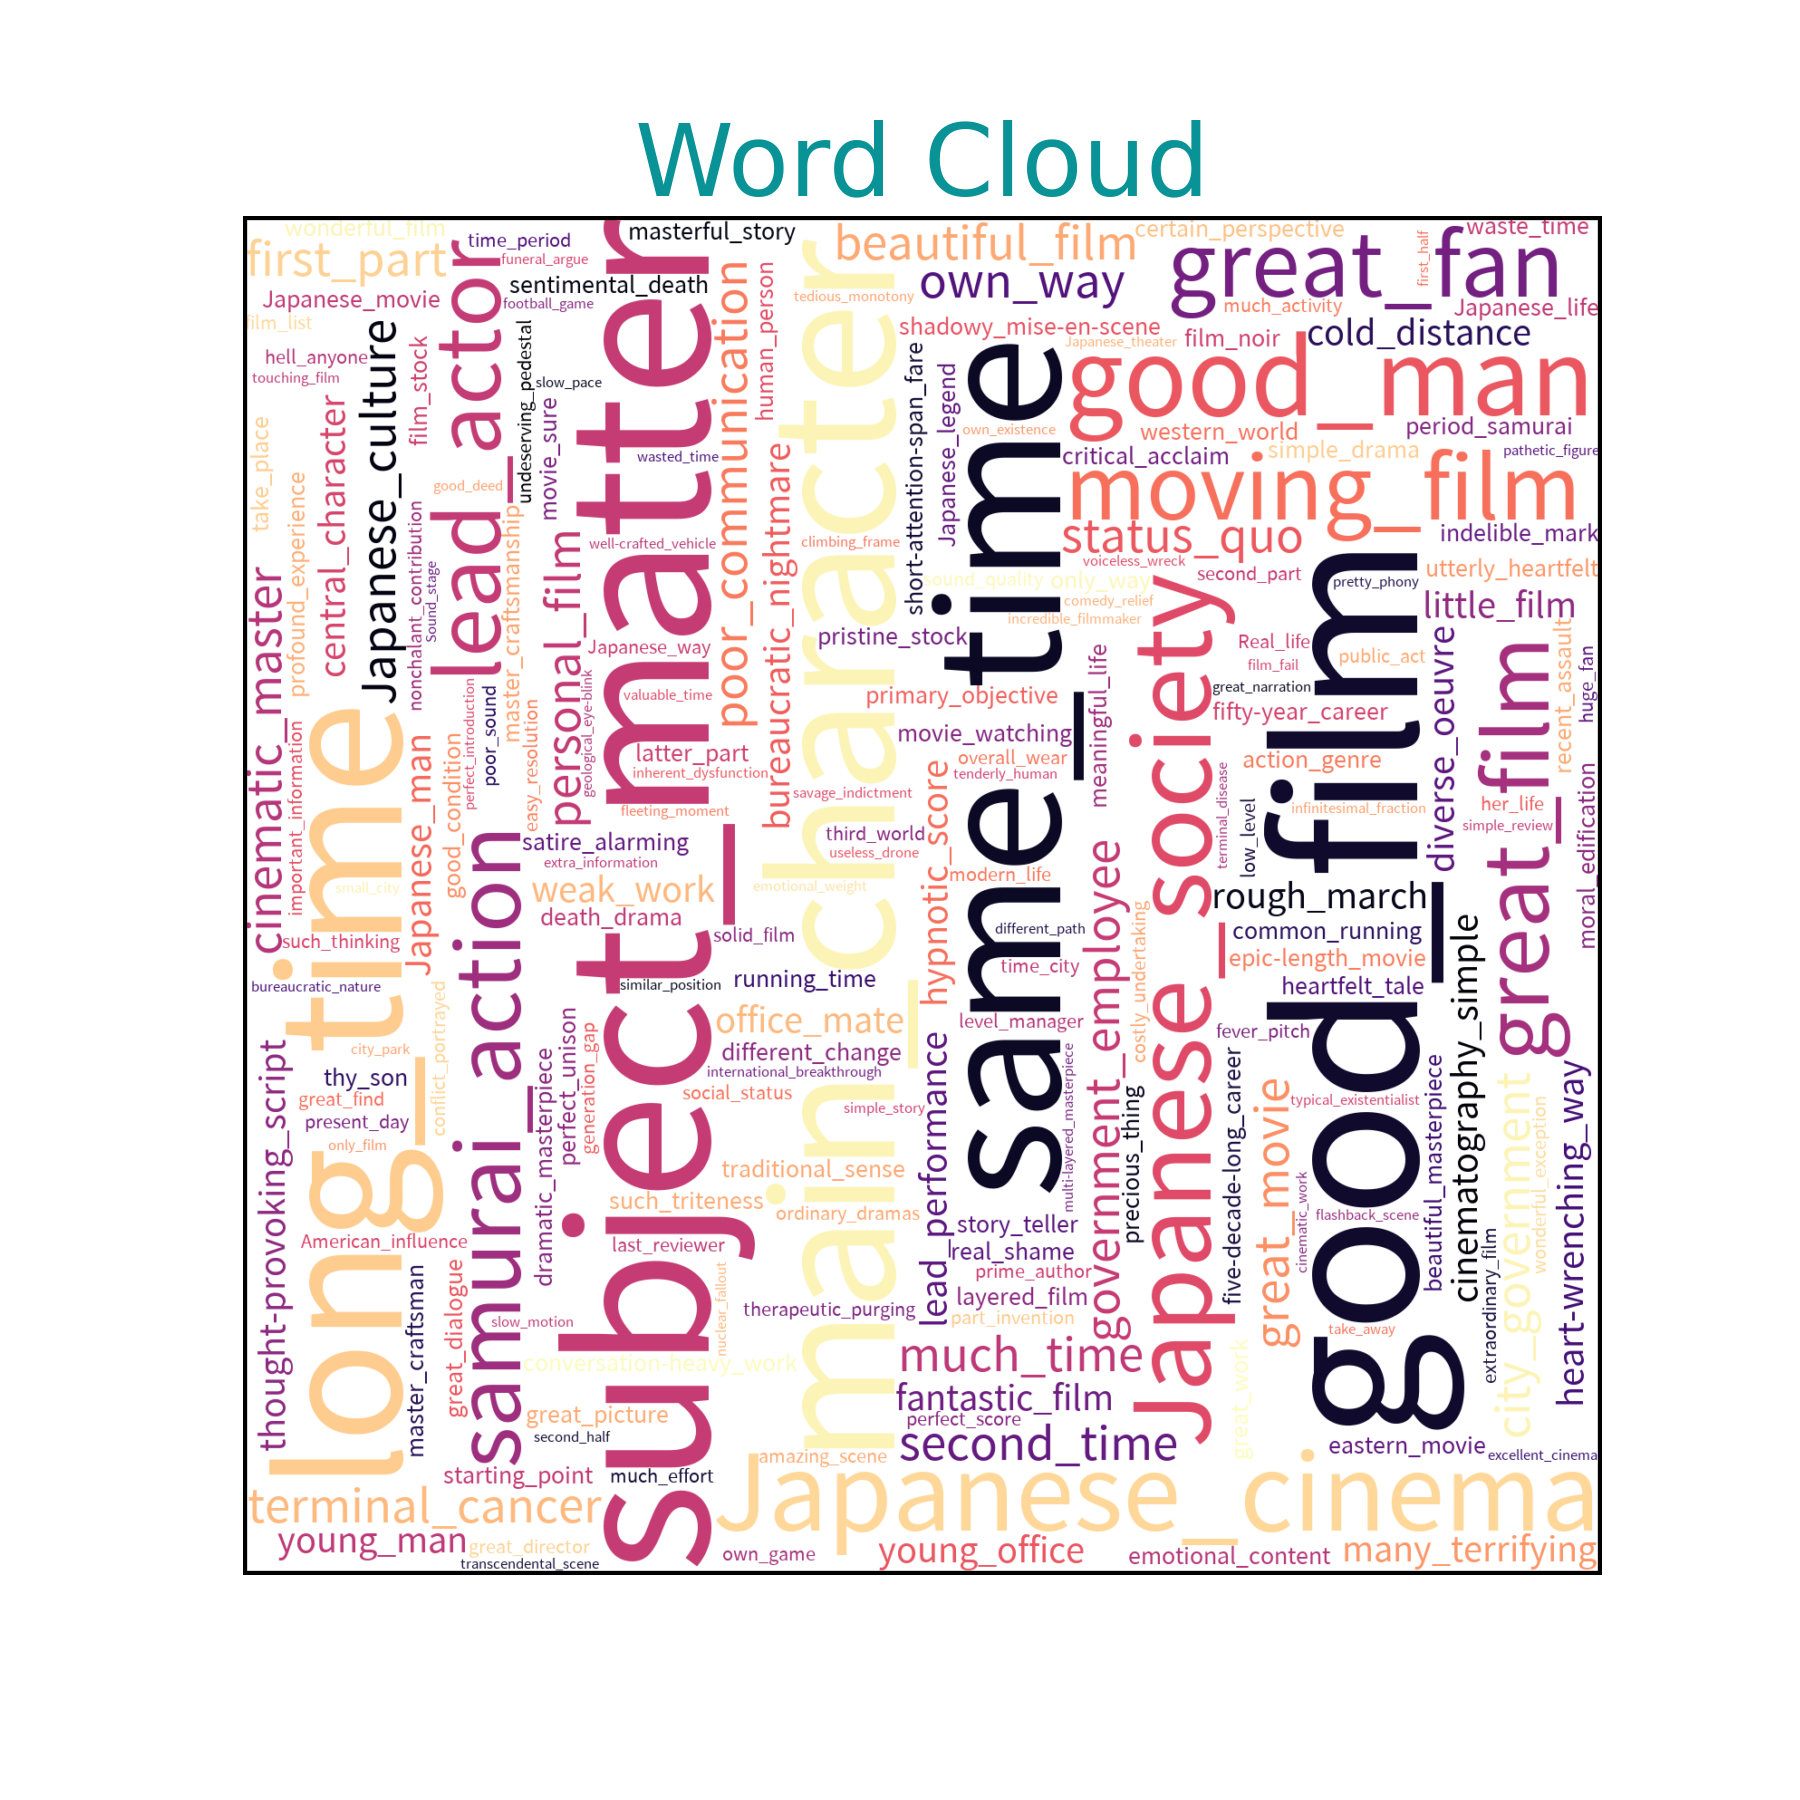 Word Cloud
wonderful_film
first_part
time_period
funeral_argue
masterful_story
beautiful_film
certain_perspective
waste_time
great_fan
first_half
Japanese_movie
sentimental_death
football_game
tedious_monotony
own_way
much_activity
Japanese_life
film_list
shadowy_mise-en-scene
Japanese_theater
film_noir
cold_distance
hell_anyone
touching_film
film_stock
lead_actor
undeserving_pedestal
slow_pace
subject_matter
poor_communication
human_person
main_character
short-attention-span_fare
Japanese_legend
own_existence
same_time
good_man
western_world
period_samurai
critical_acclaim
simple_drama
pathetic_figure
take_place
central_character
Japanese_culture
movie_sure
wasted_time
good_deed
moving_film
profound_experience
nonchalant_contribution
Sound_stage
master_craftsmanship
personal_film
well-crafted_vehicle
bureaucratic_nightmare
climbing_frame
status_quo
indelible_mark
voiceless_wreck
second_part
pretty_phony
utterly_heartfelt
sound_quality
only_way
comedy_relief
incredible_filmmaker
little_film
cinematic_master
Japanese_way
pristine_stock
Real_life
film_fail
public_act
diverse_oeuvre
recent_assault
huge_fan
perfect_introduction
poor_sound
easy_resolution
geological_eye-blink
valuable_time
primary_objective
meaningful_life
great_narration
fifty-year_career
important_information
long_time
Japanese_man
good_condition
latter_part
inherent_dysfunction
movie_watching
overall_wear
tenderly_human
action_genre
great_film
savage_indictment
fleeting_moment
hypnotic_score
terminal_disease
low_level
infinitesimal_fraction
her_life
simple_review
moral_edification
samurai_action
satire_alarming
extra_information
third_world
useless_drone
Japanese_society
good_film
small_city
weak_work
emotional_weight
modern_life
government_employee
rough_march
death_drama
such_thinking
solid_film
different_path
costly_undertaking
common_running
epic-length_movie
time_city
cinematography_simple
bureaucratic_nature
similar_position
running_time
heartfelt_tale
conflict_portrayed
office_mate
level_manager
fever_pitch
city_park
thought-provoking_script
dramatic_masterpiece
perfect_unison
generation_gap
different_change
international_breakthrough
lead_performance
multi-layered_masterpiece
five-decade-long_career
great_movie
thy_son
great_find
present_day
only_film
social_status
simple_story
precious_thing
typical_existentialist
beautiful_masterpiece
city_government
wonderful_exception
heart-wrenching_way
traditional_sense
such_triteness
ordinary_dramas
cinematic_work
flashback_scene
American_influence
last_reviewer
story_teller
real_shame
prime_author
extraordinary_film
master_craftsman
great_dialogue
nuclear_fallout
therapeutic_purging
layered_film
part_invention
slow_motion
take_away
conversation-heavy_work
much_time
great_work
fantastic_film
great_picture
second_half
perfect_score
second_time
eastern_movie
excellent_cinema
amazing_scene
starting_point
much_effort
Japanese_cinema
terminal_cancer
young_man
great_director
transcendental_scene
own_game
young_office
emotional_content
many_terrifying